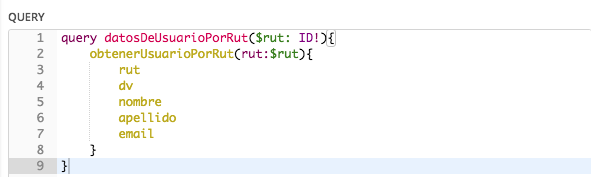 QUERY
1 query datosDeUsuarioPorRut($rut: ID!){
2     obtenerUsuarioPorRut(rut:$rut){
3         rut
4         dv
5         nombre
6         apellido
7         email
8     }
9 }